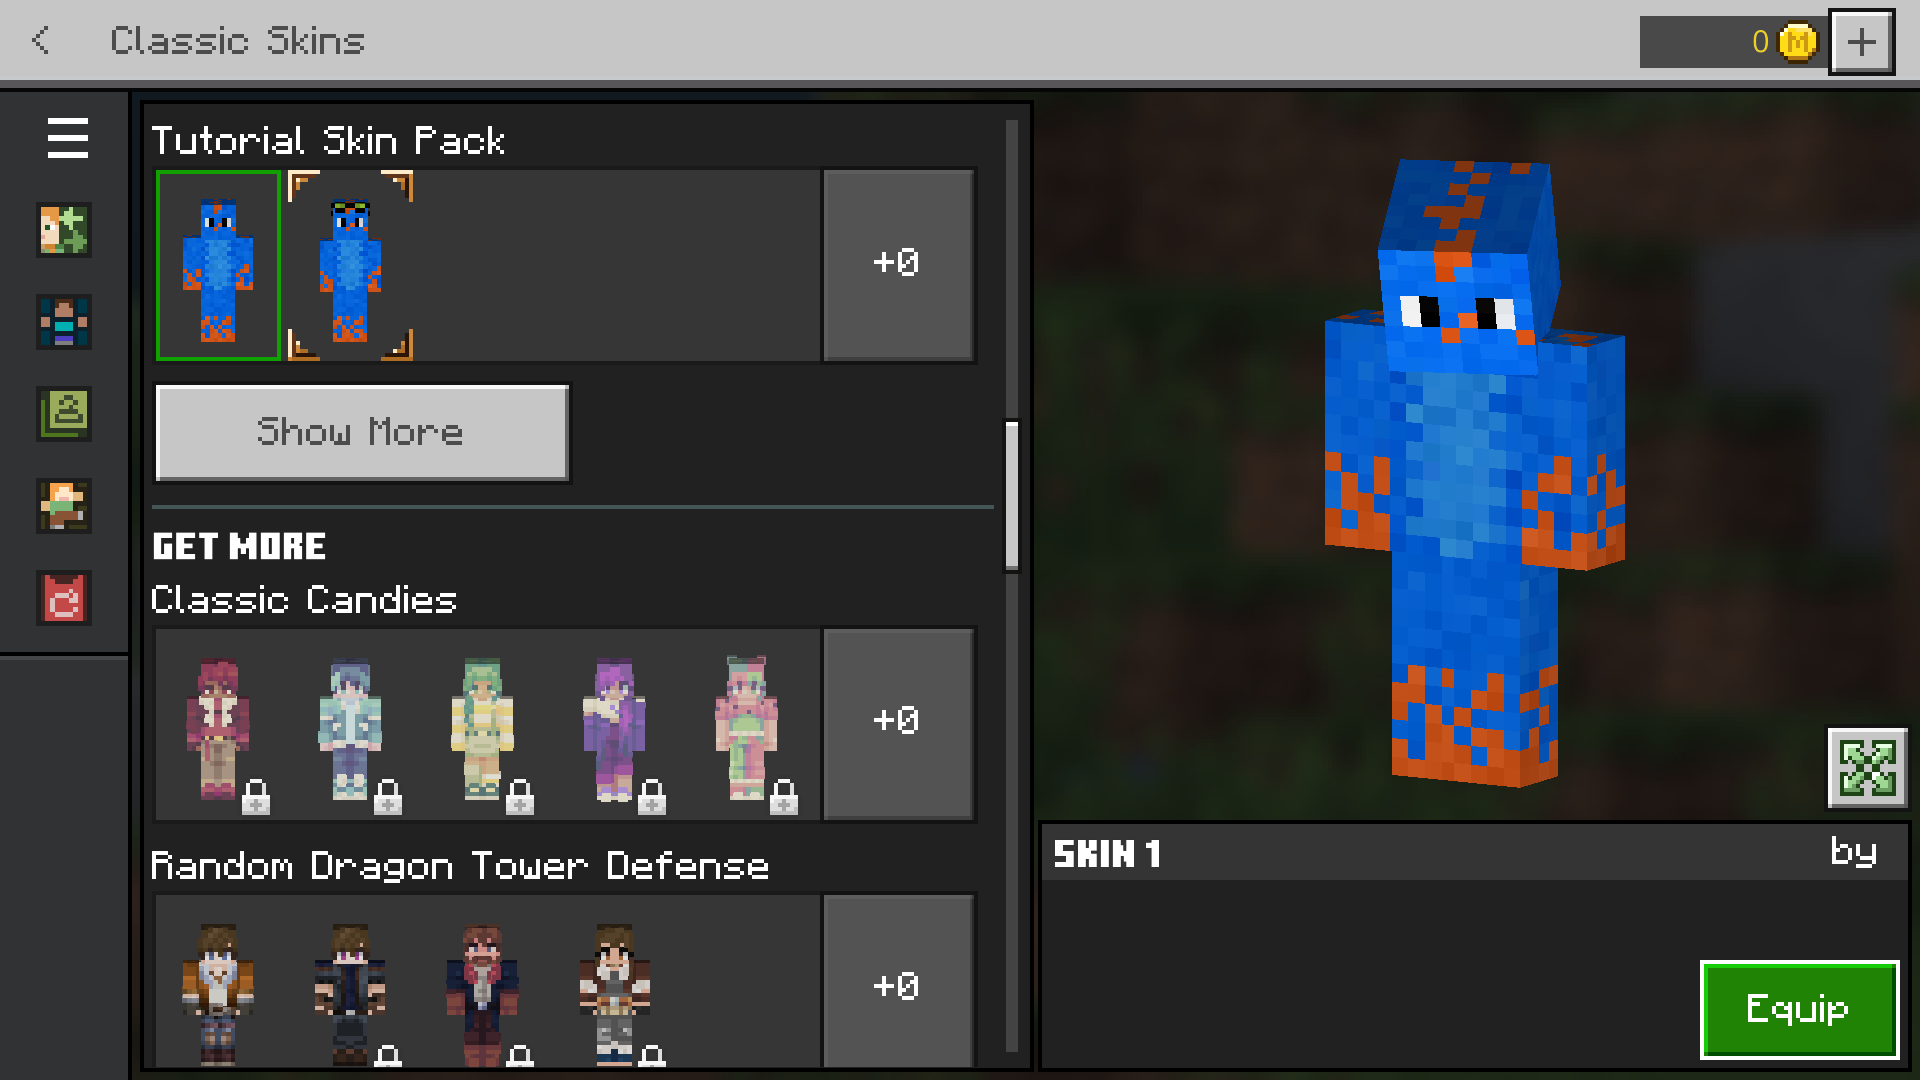 Classic Skins
0
Tutorial Skin Pack
+0
Show More
GET MORE
Classic Candies
+0
Random Dragon Tower Defense
+0
SKIN 1
by
Equip